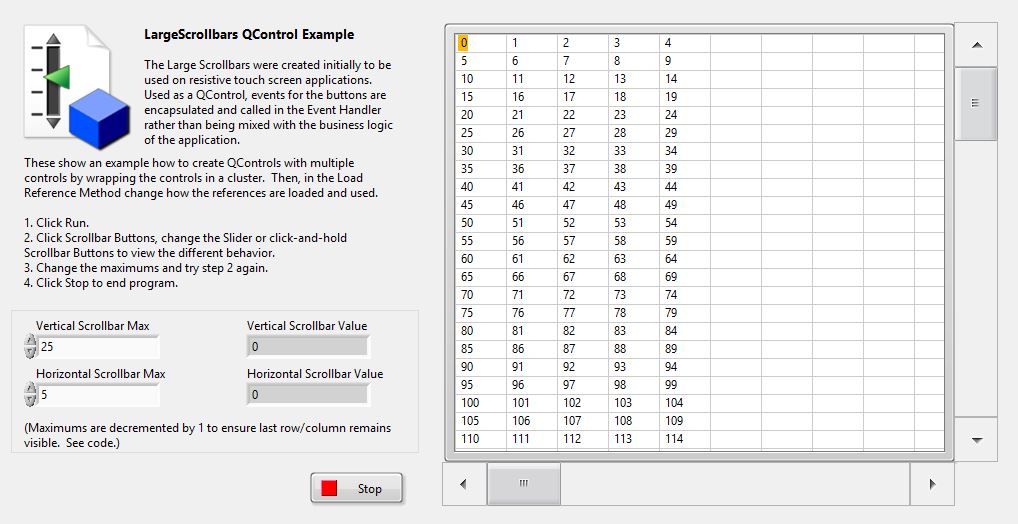 LargeScrollbars QControl Example
The Large Scrollbars were created initially to be
used on resistive touch screen applications.
Used as a QControl, events for the buttons are
encapsulated and called in the Event Handler
rather than being mixed with the business logic
of the application.
These show an example how to create QControls with multiple
controls by wrapping the controls in a cluster.  Then, in the Load
Reference Method change how the references are loaded and used.
1. Click Run.
2. Click Scrollbar Buttons, change the Slider or click-and-hold
Scrollbar Buttons to view the different behavior.
3. Change the maximums and try step 2 again.
4. Click Stop to end program.
Vertical Scrollbar Max
25
Vertical Scrollbar Value
0
Horizontal Scrollbar Max
5
Horizontal Scrollbar Value
0
(Maximums are decremented by 1 to ensure last row/column remains
visible.  See code.)
Stop
0 1 2 3 4
5 6 7 8 9
10 11 12 13 14
15 16 17 18 19
20 21 22 23 24
25 26 27 28 29
30 31 32 33 34
35 36 37 38 39
40 41 42 43 44
45 46 47 48 49
50 51 52 53 54
55 56 57 58 59
60 61 62 63 64
65 66 67 68 69
70 71 72 73 74
75 76 77 78 79
80 81 82 83 84
85 86 87 88 89
90 91 92 93 94
95 96 97 98 99
100 101 102 103 104
105 106 107 108 109
110 111 112 113 114